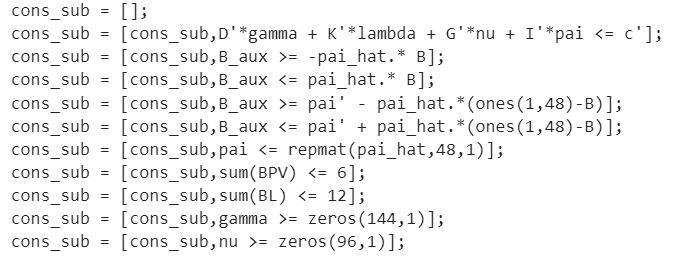 cons_sub = [];
cons_sub = [cons_sub,D'*gamma + K'*lambda + G'*nu + I'*pai <= c'];
cons_sub = [cons_sub,B_aux >= -pai_hat.* B];
cons_sub = [cons_sub,B_aux <= pai_hat.* B];
cons_sub = [cons_sub,B_aux >= pai' - pai_hat.*(ones(1,48)-B)];
cons_sub = [cons_sub,B_aux <= pai' + pai_hat.*(ones(1,48)-B)];
cons_sub = [cons_sub,pai <= repmat(pai_hat,48,1)];
cons_sub = [cons_sub,sum(BPV) <= 6];
cons_sub = [cons_sub,sum(BL) <= 12];
cons_sub = [cons_sub,gamma >= zeros(144,1)];
cons_sub = [cons_sub,nu >= zeros(96,1)];